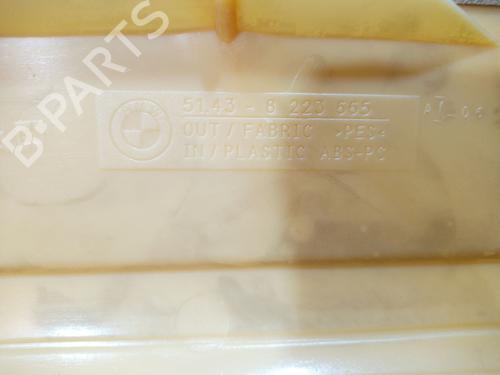 B-PARTS
51.43 - 8 223 665
OUT / FABRIC >PES<
IN / PLASTIC ABS-PC